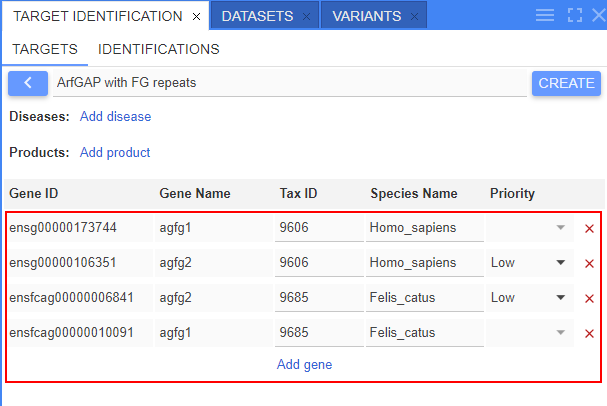 TARGET IDENTIFICATION × DATASETS × VARIANTS ×
TARGETS IDENTIFICATIONS
ArfGAP with FG repeats CREATE
Diseases: Add disease
Products: Add product
Gene ID Gene Name Tax ID Species Name Priority
ensg00000173744 agfg1 9606 Homo_sapiens
ensg00000106351 agfg2 9606 Homo_sapiens Low
ensfcag00000006841 agfg2 9685 Felis_catus Low
ensfcag00000010091 agfg1 9685 Felis_catus
Add gene